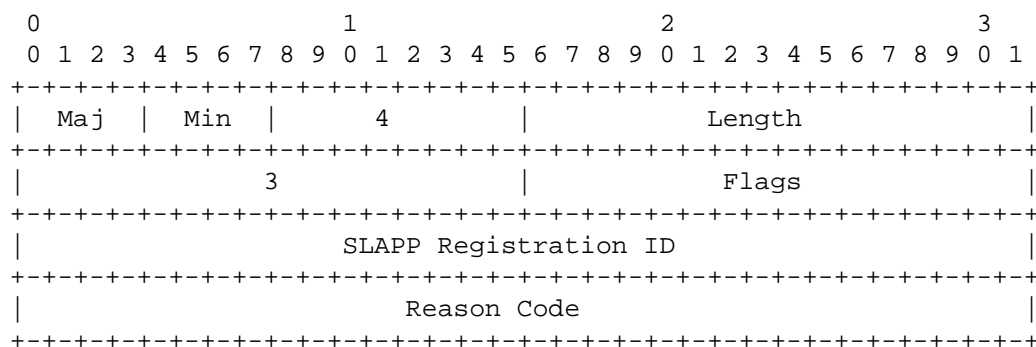 0                   1                   2                   3
 0 1 2 3 4 5 6 7 8 9 0 1 2 3 4 5 6 7 8 9 0 1 2 3 4 5 6 7 8 9 0 1
+-+-+-+-+-+-+-+-+-+-+-+-+-+-+-+-+-+-+-+-+-+-+-+-+-+-+-+-+-+-+-+-+
|  Maj  |  Min  |      4        |           Length              |
+-+-+-+-+-+-+-+-+-+-+-+-+-+-+-+-+-+-+-+-+-+-+-+-+-+-+-+-+-+-+-+-+
|               3               |             Flags             |
+-+-+-+-+-+-+-+-+-+-+-+-+-+-+-+-+-+-+-+-+-+-+-+-+-+-+-+-+-+-+-+-+
|                    SLAPP Registration ID                      |
+-+-+-+-+-+-+-+-+-+-+-+-+-+-+-+-+-+-+-+-+-+-+-+-+-+-+-+-+-+-+-+-+
|                        Reason Code                            |
+-+-+-+-+-+-+-+-+-+-+-+-+-+-+-+-+-+-+-+-+-+-+-+-+-+-+-+-+-+-+-+-+